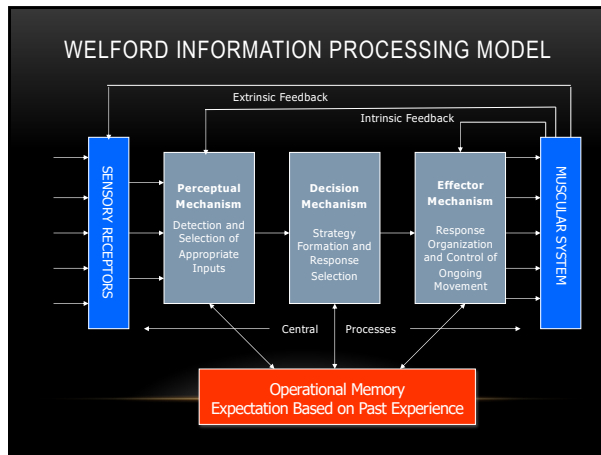 WELFORD INFORMATION PROCESSING MODEL
Extrinsic Feedback
Intrinsic Feedback
SENSORY RECEPTORS
Perceptual
Mechanism
Detection and
Selection of
Appropriate
Inputs
Decision
Mechanism
Strategy
Formation and
Response
Selection
Effector
Mechanism
Response
Organization
and Control of
Ongoing
Movement
MUSCULAR SYSTEM
Central Processes
Operational Memory
Expectation Based on Past Experience